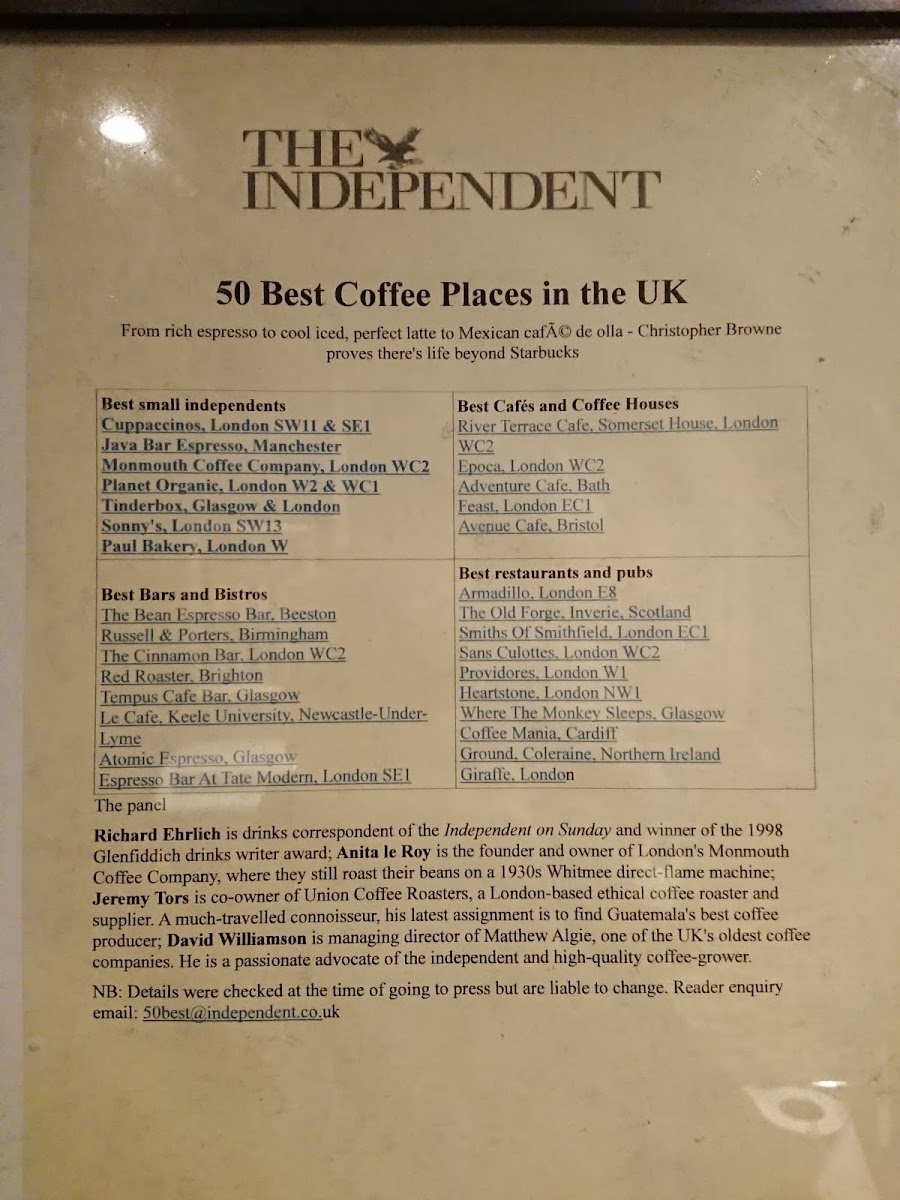 THE
INDEPENDENT
50 Best Coffee Places in the UK
From rich espresso to cool iced, perfect latte to Mexican cafÃ© de olla - Christopher Browne
proves there's life beyond Starbucks
Best small independents
Cuppaccinos, London SW11 & SE1
Java Bar Espresso, Manchester
Monmouth Coffee Company, London WC2
Planet Organic, London W2 & WC1
Tinderbox, Glasgow & London
Sonny's, London SW13
Paul Bakery, London W
Best Cafés and Coffee Houses
River Terrace Cafe, Somerset House, London
WC2
Epoca, London WC2
Adventure Cafe, Bath
Feast, London EC1
Avenue Cafe, Bristol
Best Bars and Bistros
The Bean Espresso Bar, Beeston
Russell & Porters, Birmingham
The Cinnamon Bar, London WC2
Red Roaster, Brighton
Tempus Cafe Bar, Glasgow
Le Cafe, Keele University, Newcastle-Under-
Lyme
Atomic Espresso, Glasgow
Espresso Bar At Tate Modern, London SE1
Best restaurants and pubs
Armadillo, London E8
The Old Forge, Inverie, Scotland
Smiths Of Smithfield, London EC1
Sans Culottes, London WC2
Providores, London W1
Heartstone, London NW1
Where The Monkey Sleeps, Glasgow
Coffee Mania, Cardiff
Ground, Coleraine, Northern Ireland
Giraffe, London
The panel
Richard Ehrlich is drinks correspondent of the Independent on Sunday and winner of the 1998
Glenfiddich drinks writer award; Anita le Roy is the founder and owner of London's Monmouth
Coffee Company, where they still roast their beans on a 1930s Whitmee direct-flame machine;
Jeremy Tors is co-owner of Union Coffee Roasters, a London-based ethical coffee roaster and
supplier. A much-travelled connoisseur, his latest assignment is to find Guatemala's best coffee
producer; David Williamson is managing director of Matthew Algie, one of the UK's oldest coffee
companies. He is a passionate advocate of the independent and high-quality coffee-grower.
NB: Details were checked at the time of going to press but are liable to change. Reader enquiry
email: 50best@independent.co.uk